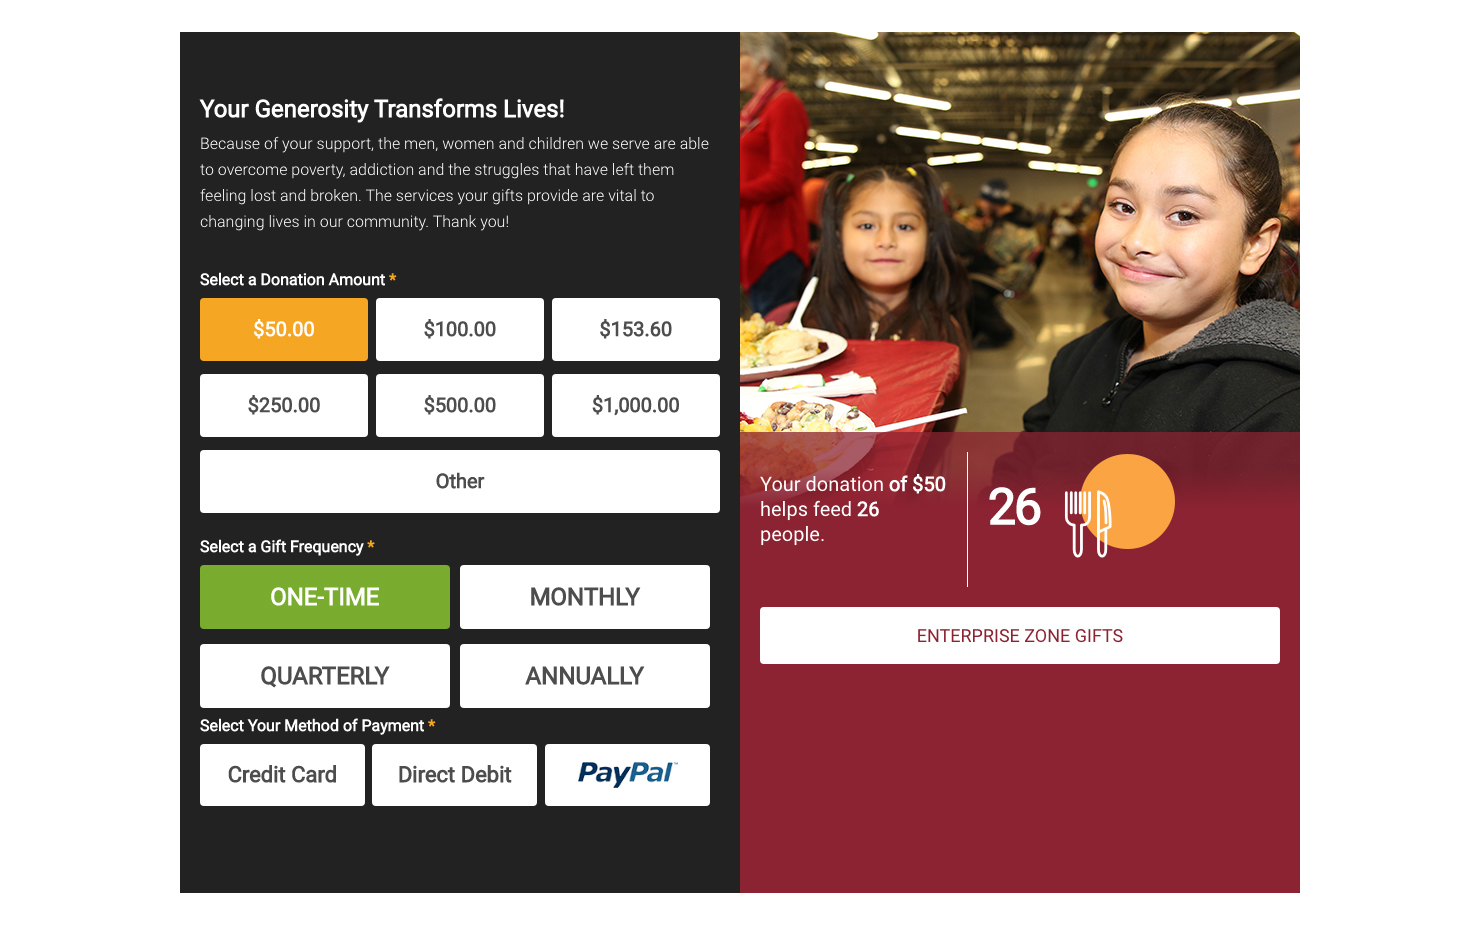 Your Generosity Transforms Lives!
Because of your support, the men, women and children we serve are able
to overcome poverty, addiction and the struggles that have left them
feeling lost and broken. The services your gifts provide are vital to
changing lives in our community. Thank you!
Select a Donation Amount *
$50.00
$100.00
$153.60
$250.00
$500.00
$1,000.00
Other
Select a Gift Frequency *
ONE-TIME
MONTHLY
QUARTERLY
ANNUALLY
Select Your Method of Payment *
Credit Card
Direct Debit
PayPal™
Your donation of $50
helps feed 26
people.
26
ENTERPRISE ZONE GIFTS